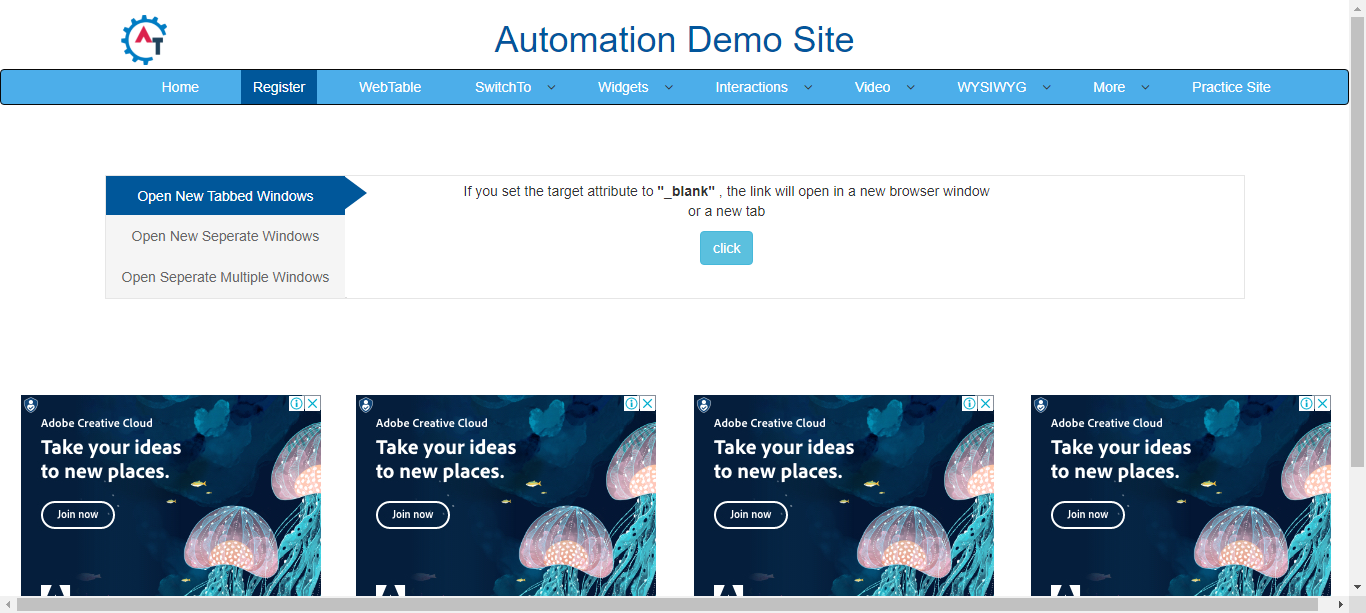 AT
Automation Demo Site
Home Register WebTable SwitchTo Widgets Interactions Video WYSIWYG More Practice Site
Open New Tabbed Windows
Open New Seperate Windows
Open Seperate Multiple Windows
If you set the target attribute to "_blank" , the link will open in a new browser window
or a new tab
click
Adobe Creative Cloud
Take your ideas
to new places.
Join now
Adobe Creative Cloud
Take your ideas
to new places.
Join now
Adobe Creative Cloud
Take your ideas
to new places.
Join now
Adobe Creative Cloud
Take your ideas
to new places.
Join now